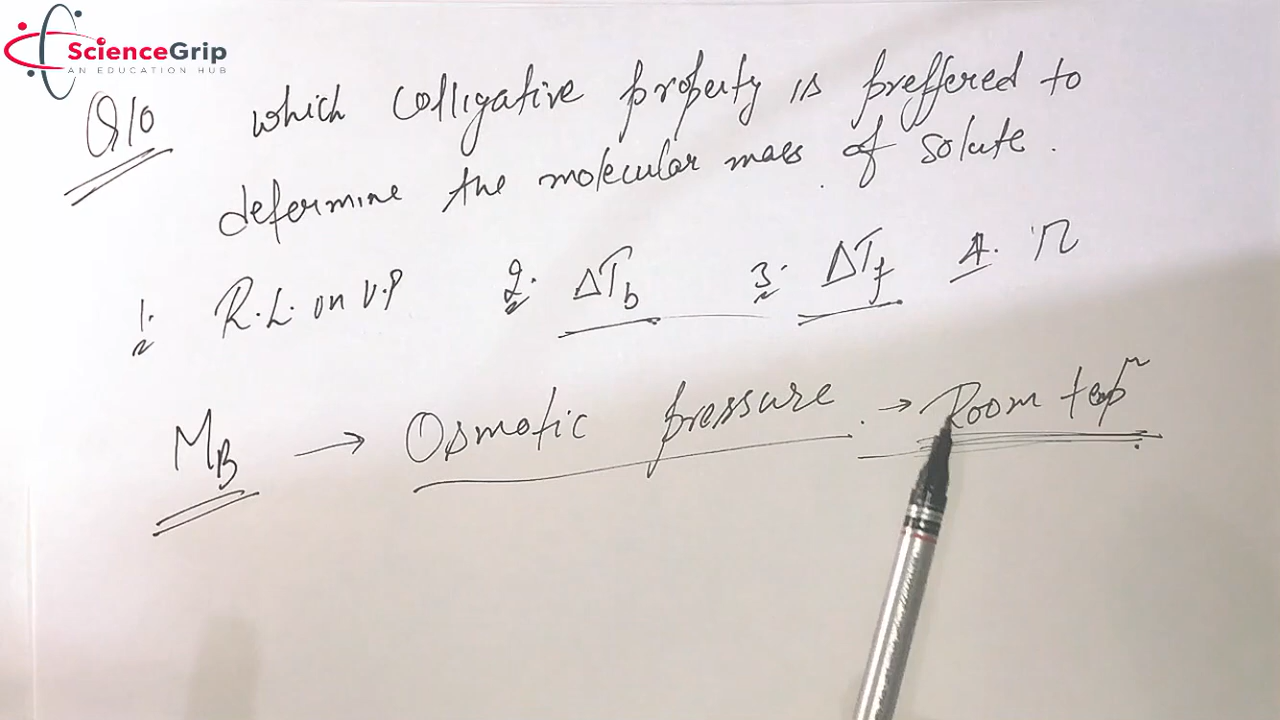 ScienceGrip
AN EDUCATION HUB
Q10 which colligative property is preffered to
determine the molecular mass of solute.
1. R.L. on V.P 2. ΔTb 3. ΔTf 4. π
MB → Osmotic pressure. → Room tempr